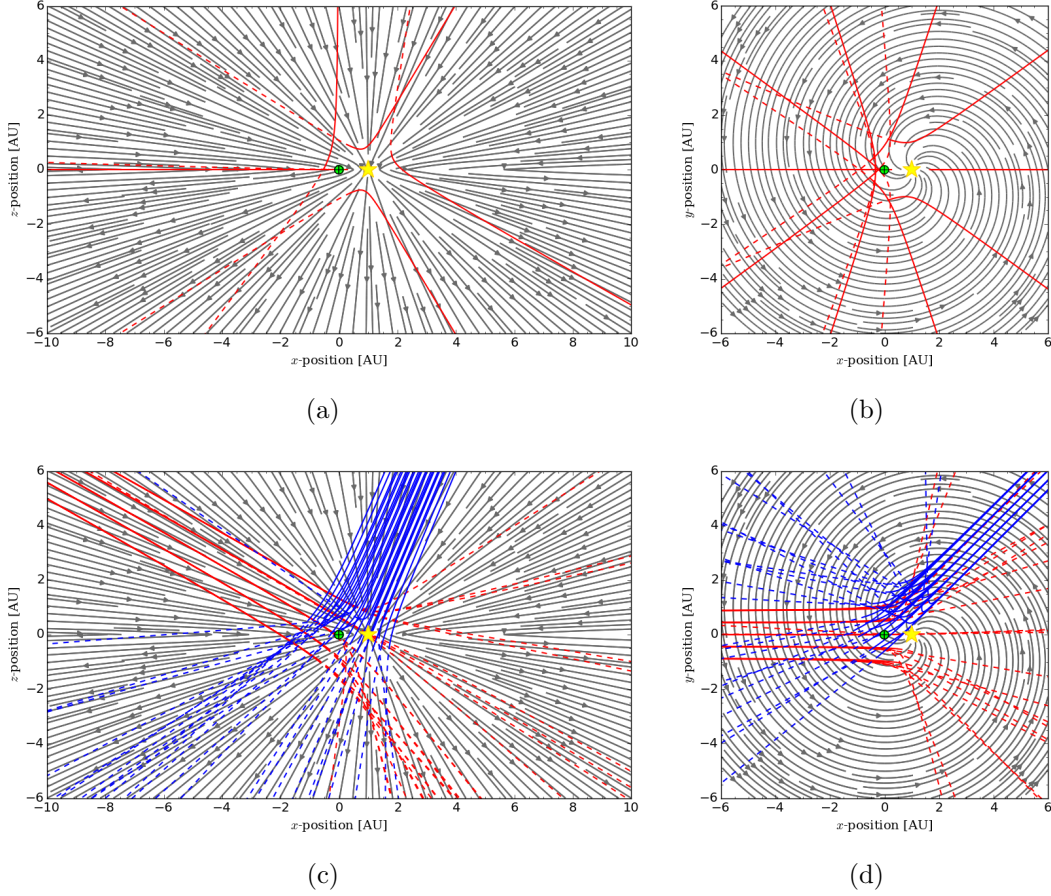 6
4
2
0
−2
−4
−6
−10 −8 −6 −4 −2 0 2 4 6 8 10
z-position [AU]
x-position [AU]
(a)
6
4
2
0
−2
−4
−6
−6 −4 −2 0 2 4 6
y-position [AU]
x-position [AU]
(b)
6
4
2
0
−2
−4
−6
−10 −8 −6 −4 −2 0 2 4 6 8 10
z-position [AU]
x-position [AU]
(c)
6
4
2
0
−2
−4
−6
−6 −4 −2 0 2 4 6
y-position [AU]
x-position [AU]
(d)